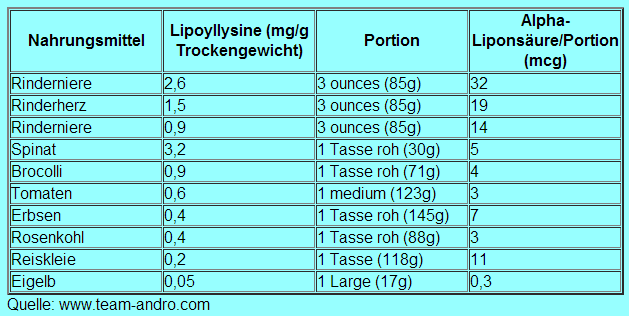 Nahrungsmittel Lipoyllysine (mg/g Trockengewicht) Portion Alpha-Liponsäure/Portion (mcg)
Rinderniere 2,6 3 ounces (85g) 32
Rinderherz 1,5 3 ounces (85g) 19
Rinderniere 0,9 3 ounces (85g) 14
Spinat 3,2 1 Tasse roh (30g) 5
Brocolli 0,9 1 Tasse roh (71g) 4
Tomaten 0,6 1 medium (123g) 3
Erbsen 0,4 1 Tasse roh (145g) 7
Rosenkohl 0,4 1 Tasse roh (88g) 3
Reiskleie 0,2 1 Tasse (118g) 11
Eigelb 0,05 1 Large (17g) 0,3
Quelle: www.team-andro.com